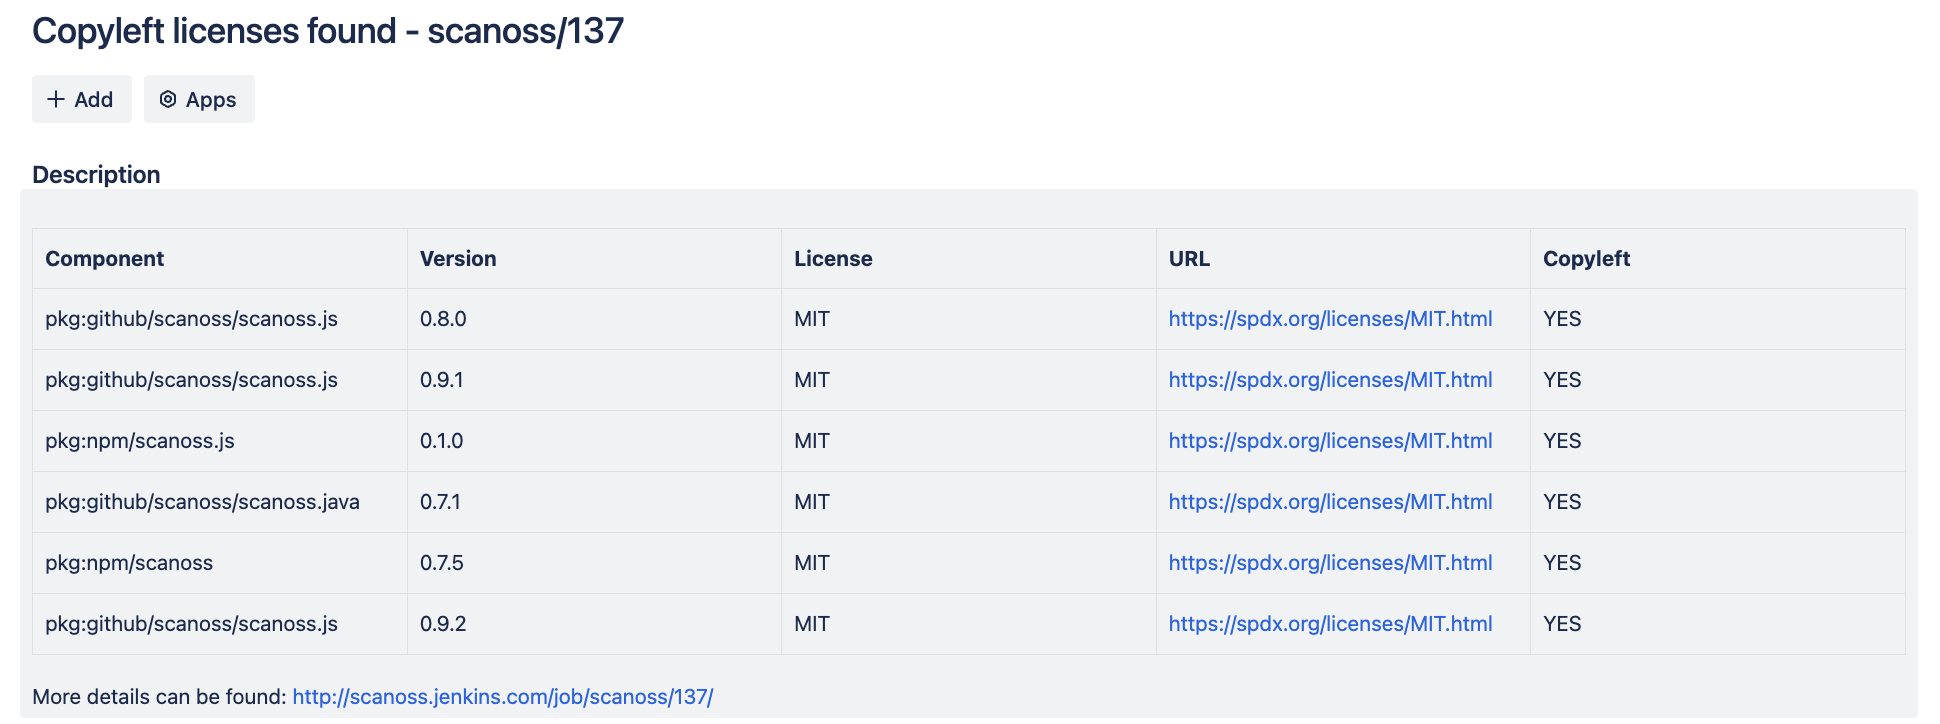 Copyleft licenses found - scanoss/137
Add Apps
Description
Component Version License URL Copyleft
pkg:github/scanoss/scanoss.js 0.8.0 MIT https://spdx.org/licenses/MIT.html YES
pkg:github/scanoss/scanoss.js 0.9.1 MIT https://spdx.org/licenses/MIT.html YES
pkg:npm/scanoss.js 0.1.0 MIT https://spdx.org/licenses/MIT.html YES
pkg:github/scanoss/scanoss.java 0.7.1 MIT https://spdx.org/licenses/MIT.html YES
pkg:npm/scanoss 0.7.5 MIT https://spdx.org/licenses/MIT.html YES
pkg:github/scanoss/scanoss.js 0.9.2 MIT https://spdx.org/licenses/MIT.html YES
More details can be found: http://scanoss.jenkins.com/job/scanoss/137/